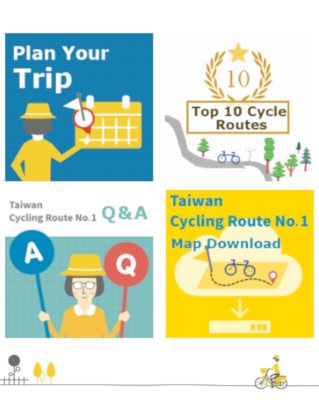 Plan Your
Trip
10
Top 10 Cycle
Routes
Taiwan
Cycling Route No.1 Q&A
A
Q
Taiwan
Cycling Route No.1
Map Download